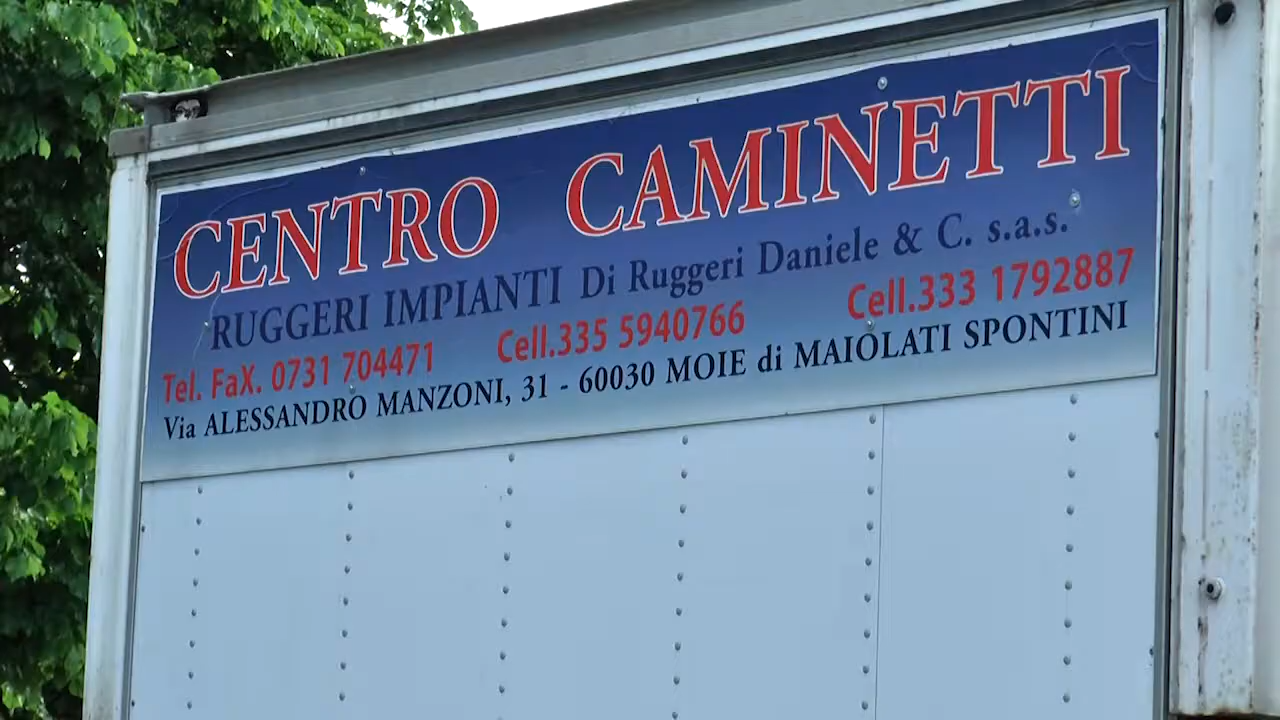 CENTRO CAMINETTI
RUGGERI IMPIANTI Di Ruggeri Daniele & C. s.a.s.
Tel. FaX. 0731 704471 Cell.335 5940766 Cell.333 1792887
Via ALESSANDRO MANZONI, 31 - 60030 MOIE di MAIOLATI SPONTINI